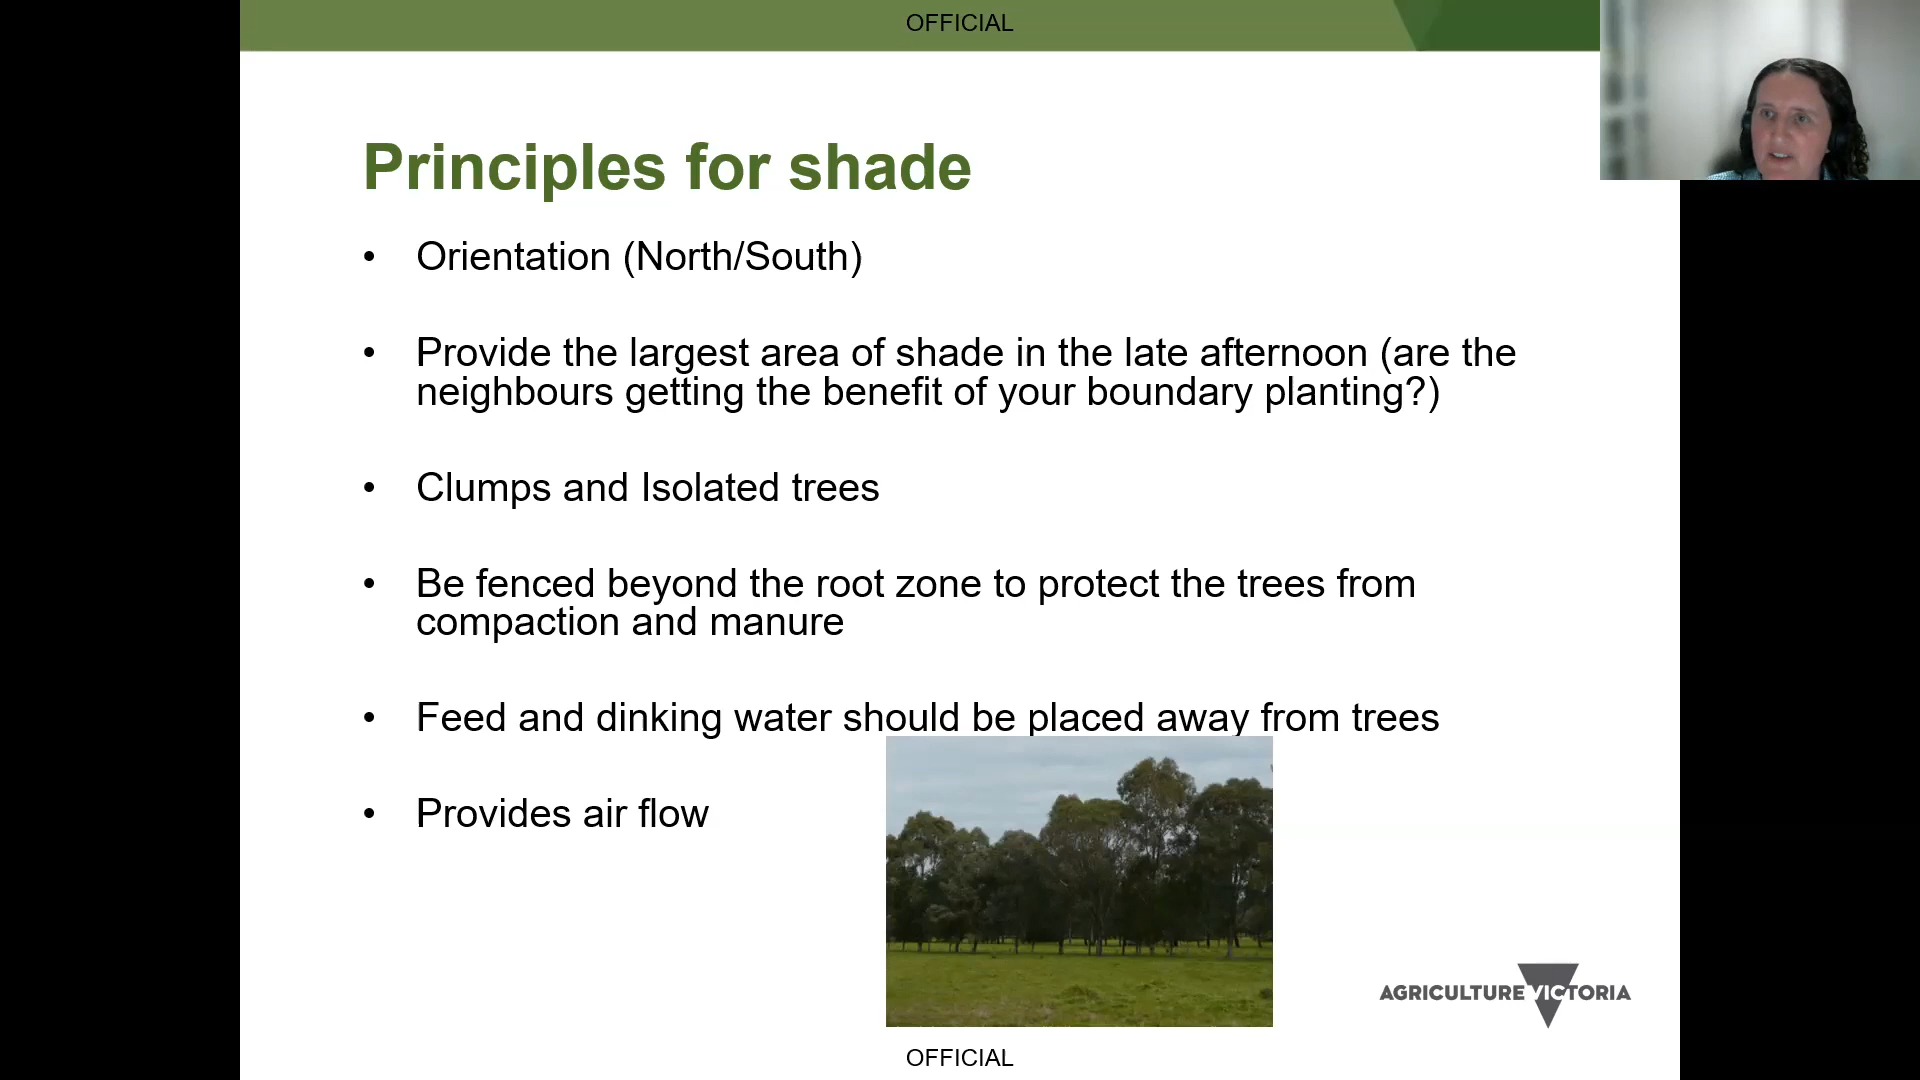 OFFICIAL
Principles for shade
• Orientation (North/South)
• Provide the largest area of shade in the late afternoon (are the
neighbours getting the benefit of your boundary planting?)
• Clumps and Isolated trees
• Be fenced beyond the root zone to protect the trees from
compaction and manure
• Feed and dinking water should be placed away from trees
• Provides air flow
AGRICULTURE VICTORIA
OFFICIAL